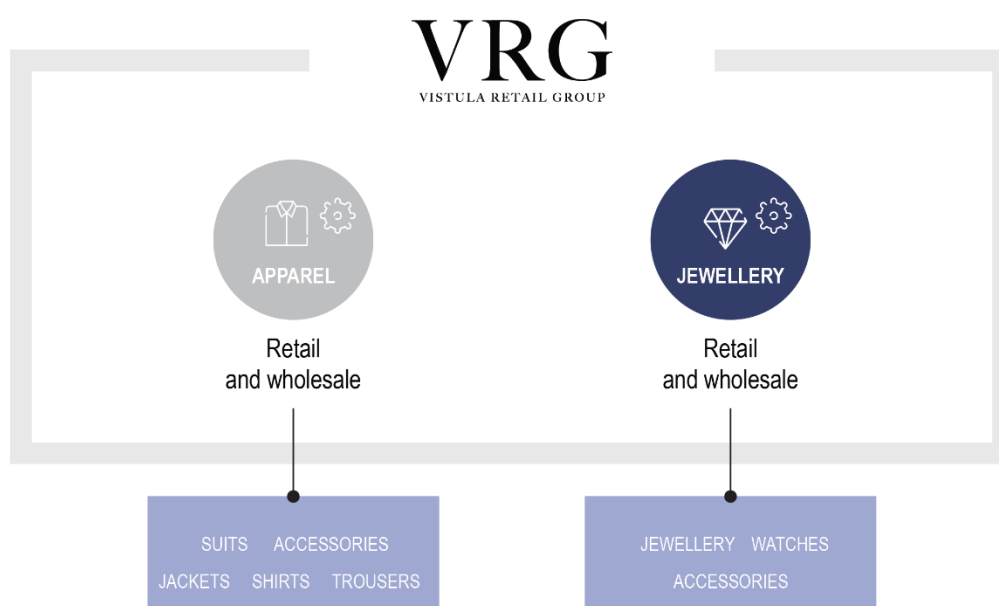 VRG
VISTULA RETAIL GROUP
APPAREL
Retail
and wholesale
SUITS ACCESSORIES
JACKETS SHIRTS TROUSERS
JEWELLERY
Retail
and wholesale
JEWELLERY WATCHES
ACCESSORIES